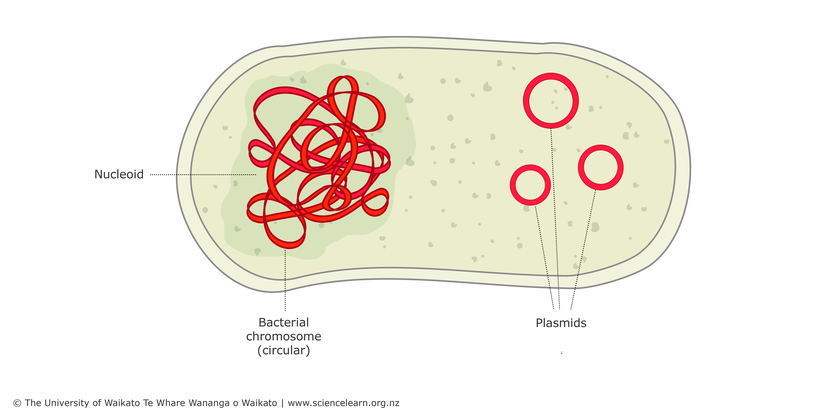 Nucleoid
Bacterial
chromosome
(circular)
Plasmids
© The University of Waikato Te Whare Wananga o Waikato | www.sciencelearn.org.nz